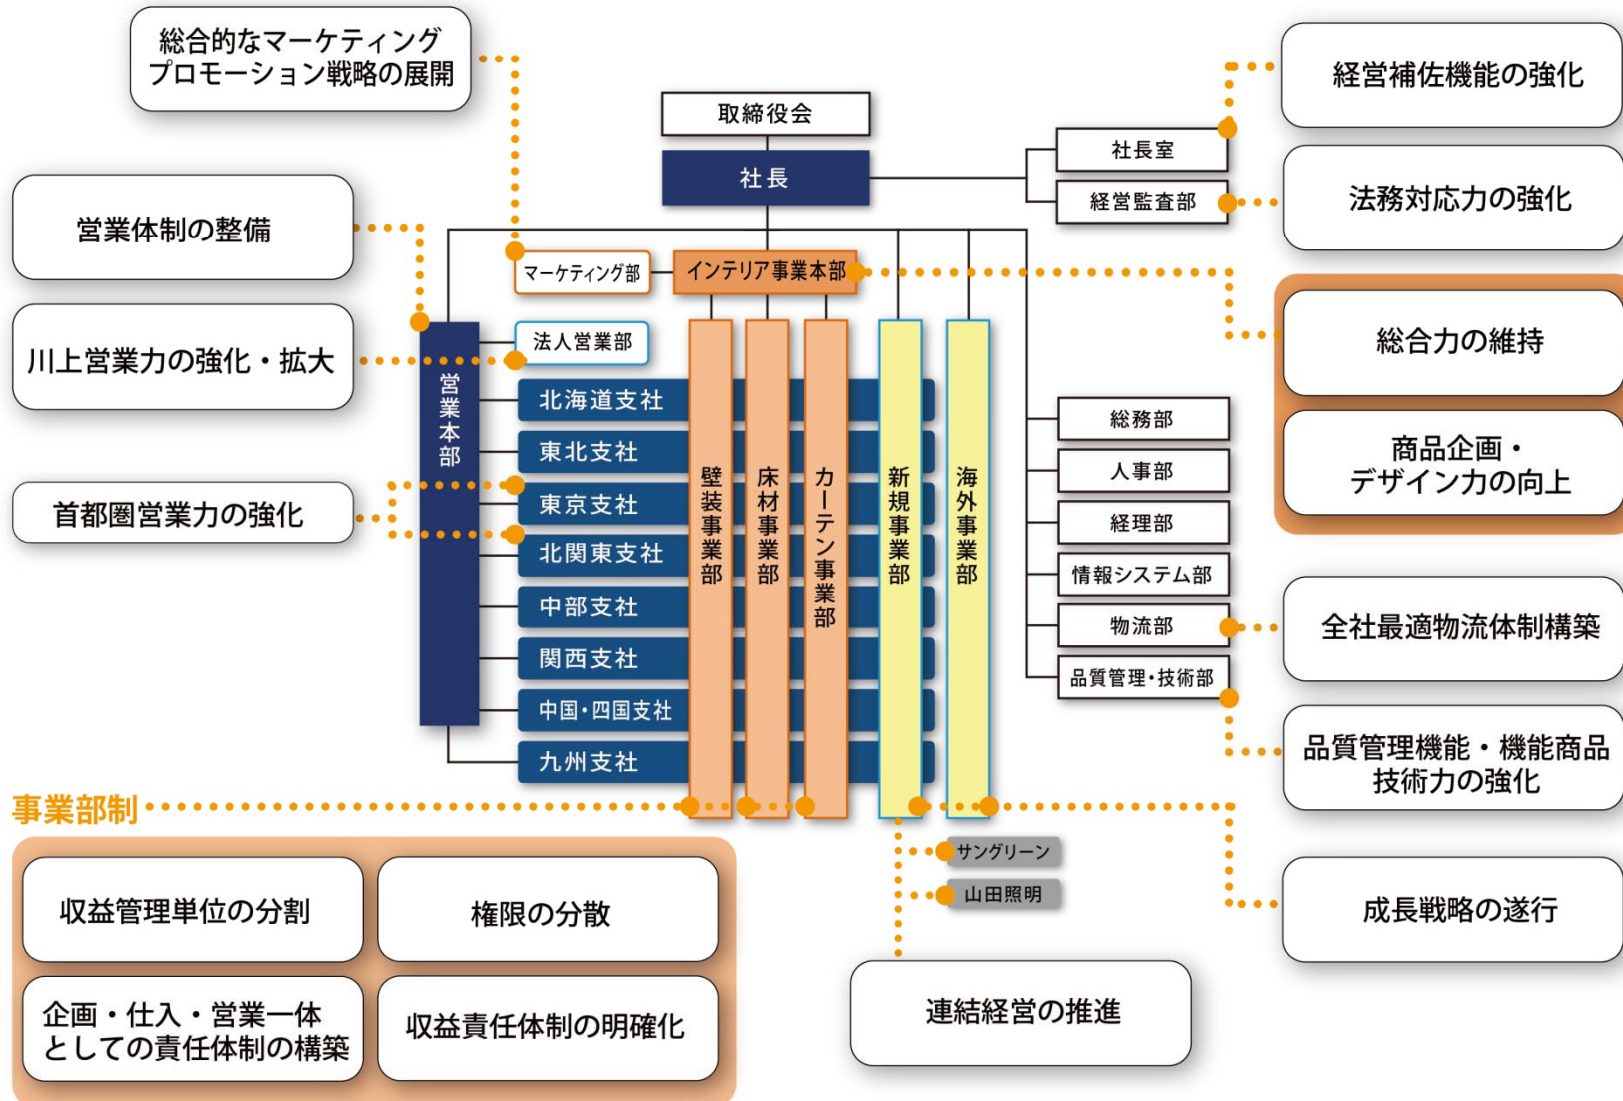 総合的なマーケティング
プロモーション戦略の展開
経営補佐機能の強化
取締役会
社長
社長室
経営監査部
法務対応力の強化
営業体制の整備
マーケティング部
インテリア事業本部
総合力の維持
商品企画・
デザイン力の向上
川上営業力の強化・拡大
法人営業部
営業本部
北海道支社
東北支社
首都圏営業力の強化
東京支社
北関東支社
中部支社
関西支社
中国・四国支社
九州支社
壁装事業部
床材事業部
カーテン事業部
新規事業部
海外事業部
総務部
人事部
経理部
情報システム部
物流部
品質管理・技術部
全社最適物流体制構築
品質管理機能・機能商品
技術力の強化
事業部制
収益管理単位の分割
権限の分散
企画・仕入・営業一体
としての責任体制の構築
収益責任体制の明確化
サングリーン
山田照明
連結経営の推進
成長戦略の遂行